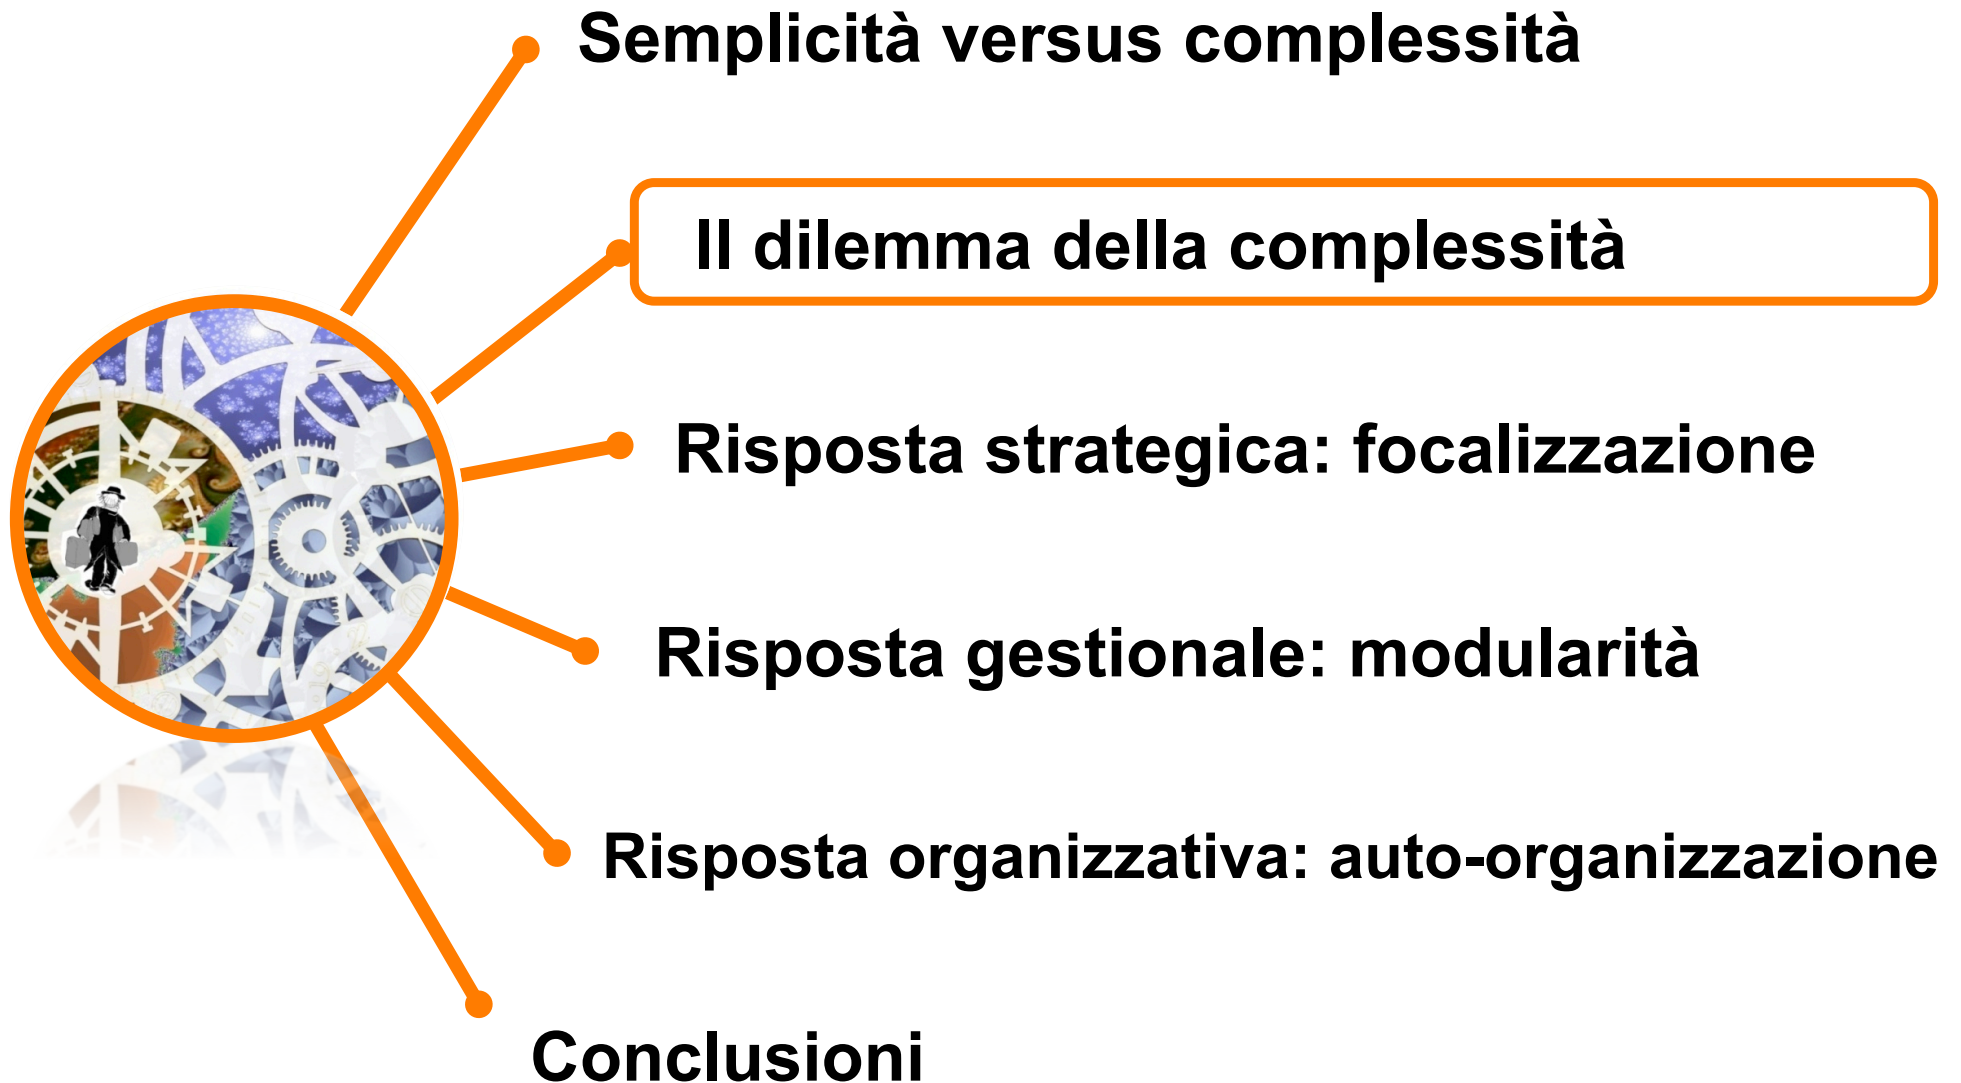 Semplicità versus complessità
Il dilemma della complessità
Risposta strategica: focalizzazione
Risposta gestionale: modularità
Risposta organizzativa: auto-organizzazione
Conclusioni